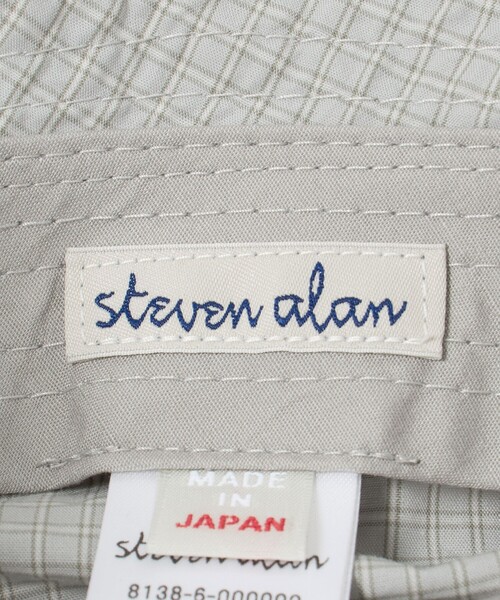 steven alan
MADE
IN
JAPAN
steven alan
8138-6-000000